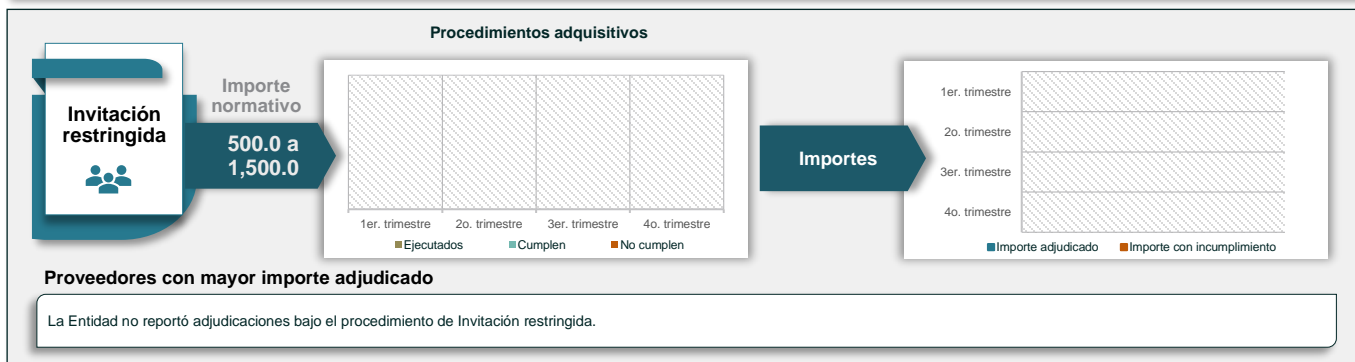 Procedimientos adquisitivos
Invitación
restringida
Importe
normativo
500.0 a
1,500.0
1er. trimestre 2o. trimestre 3er. trimestre 4o. trimestre
Ejecutados Cumplen No cumplen
Importes
1er. trimestre
2o. trimestre
3er. trimestre
4o. trimestre
Importe adjudicado Importe con incumplimiento
Proveedores con mayor importe adjudicado
La Entidad no reportó adjudicaciones bajo el procedimiento de Invitación restringida.